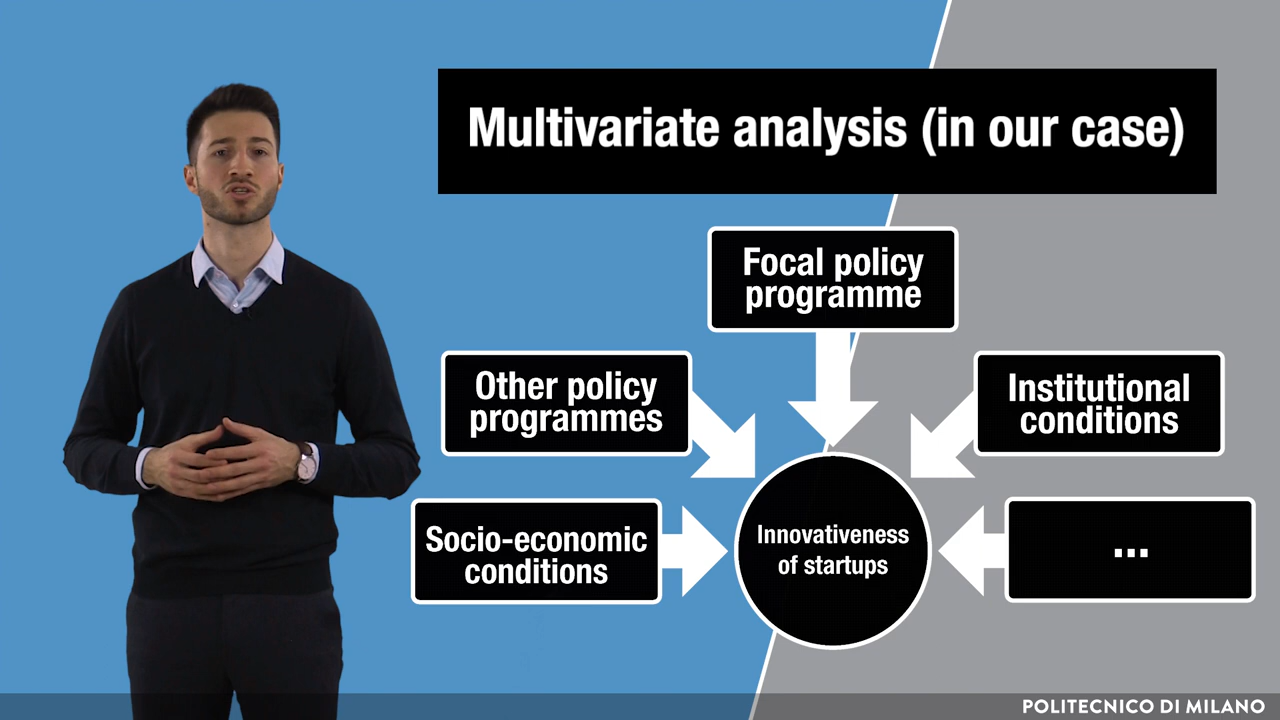 Multivariate analysis (in our case)
Focal policy
programme
Other policy
programmes
Institutional
conditions
Socio-economic
conditions
Innovativeness
of startups
...
POLITECNICO DI MILANO